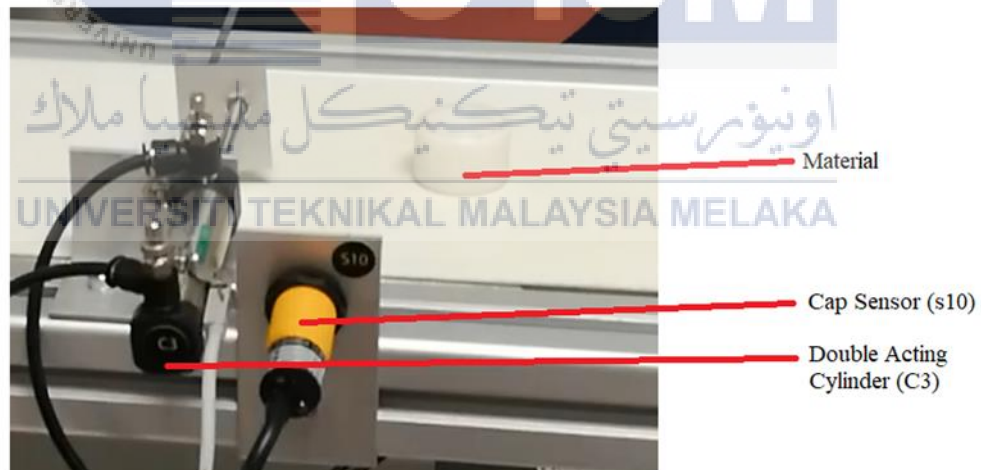 اونيۏرسيتي تيكنيكل مليسيا ملاك
Material
UNIVERSITI TEKNIKAL MALAYSIA MELAKA
S10
Cap Sensor (s10)
C3
Double Acting
Cylinder (C3)